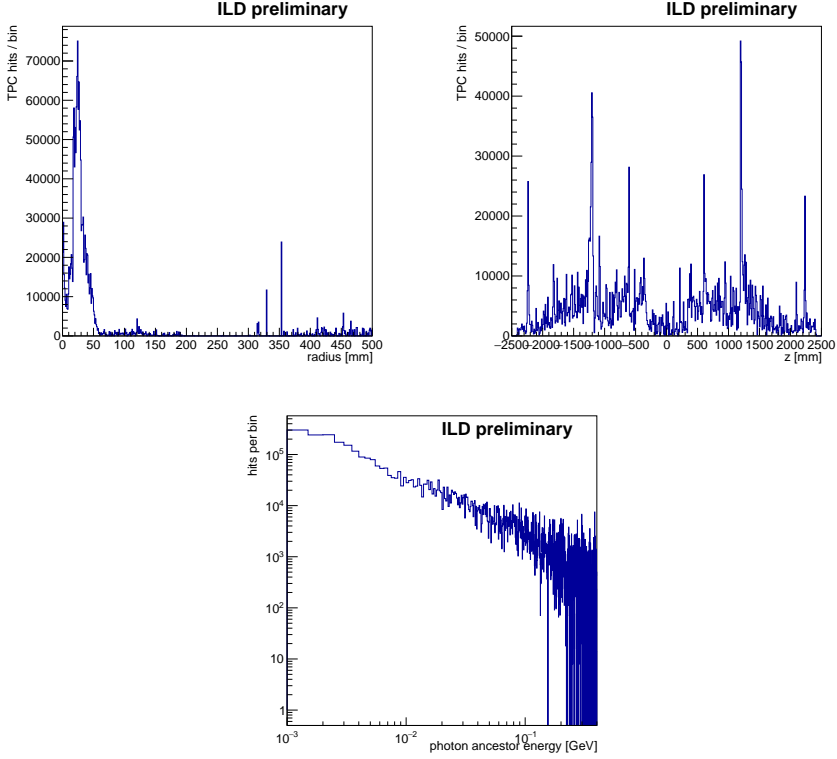 ILD preliminary
TPC hits / bin
70000
60000
50000
40000
30000
20000
10000
0
0 50 100 150 200 250 300 350 400 450 500
radius [mm]
ILD preliminary
TPC hits / bin
50000
40000
30000
20000
10000
0
−2500−2000−1500−1000−500 0 500 1000 1500 2000 2500
z [mm]
ILD preliminary
hits per bin
10^5
10^4
10^3
10^2
10
1
10^−3 10^−2 10^−1
photon ancestor energy [GeV]